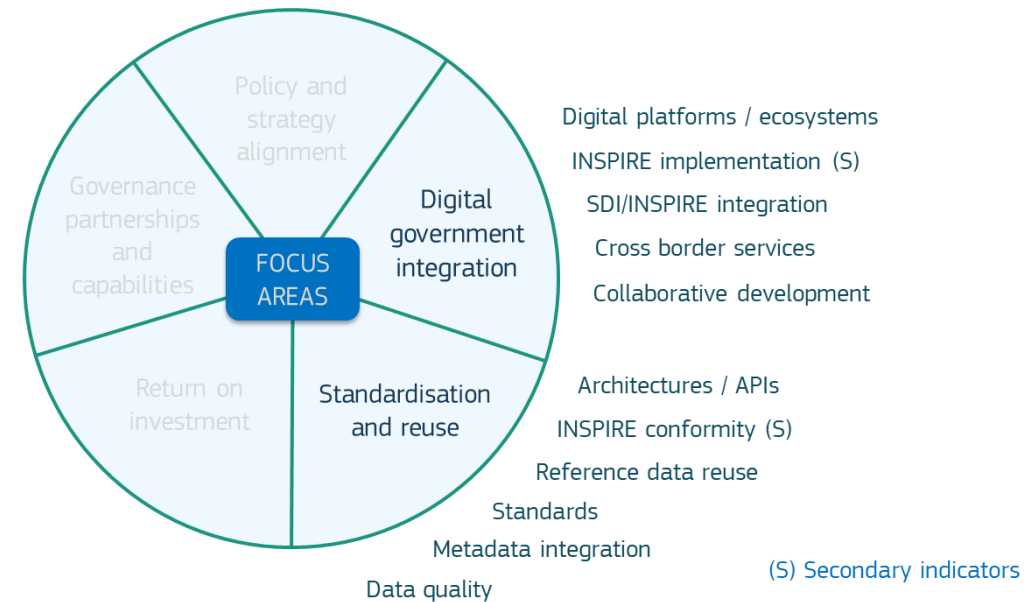 Policy and
strategy
alignment
Governance
partnerships
and
capabilities
Digital
government
integration
FOCUS
AREAS
Return on
investment
Standardisation
and reuse
Digital platforms / ecosystems
INSPIRE implementation (S)
SDI/INSPIRE integration
Cross border services
Collaborative development
Architectures / APIs
INSPIRE conformity (S)
Reference data reuse
Standards
Metadata integration
Data quality
(S) Secondary indicators